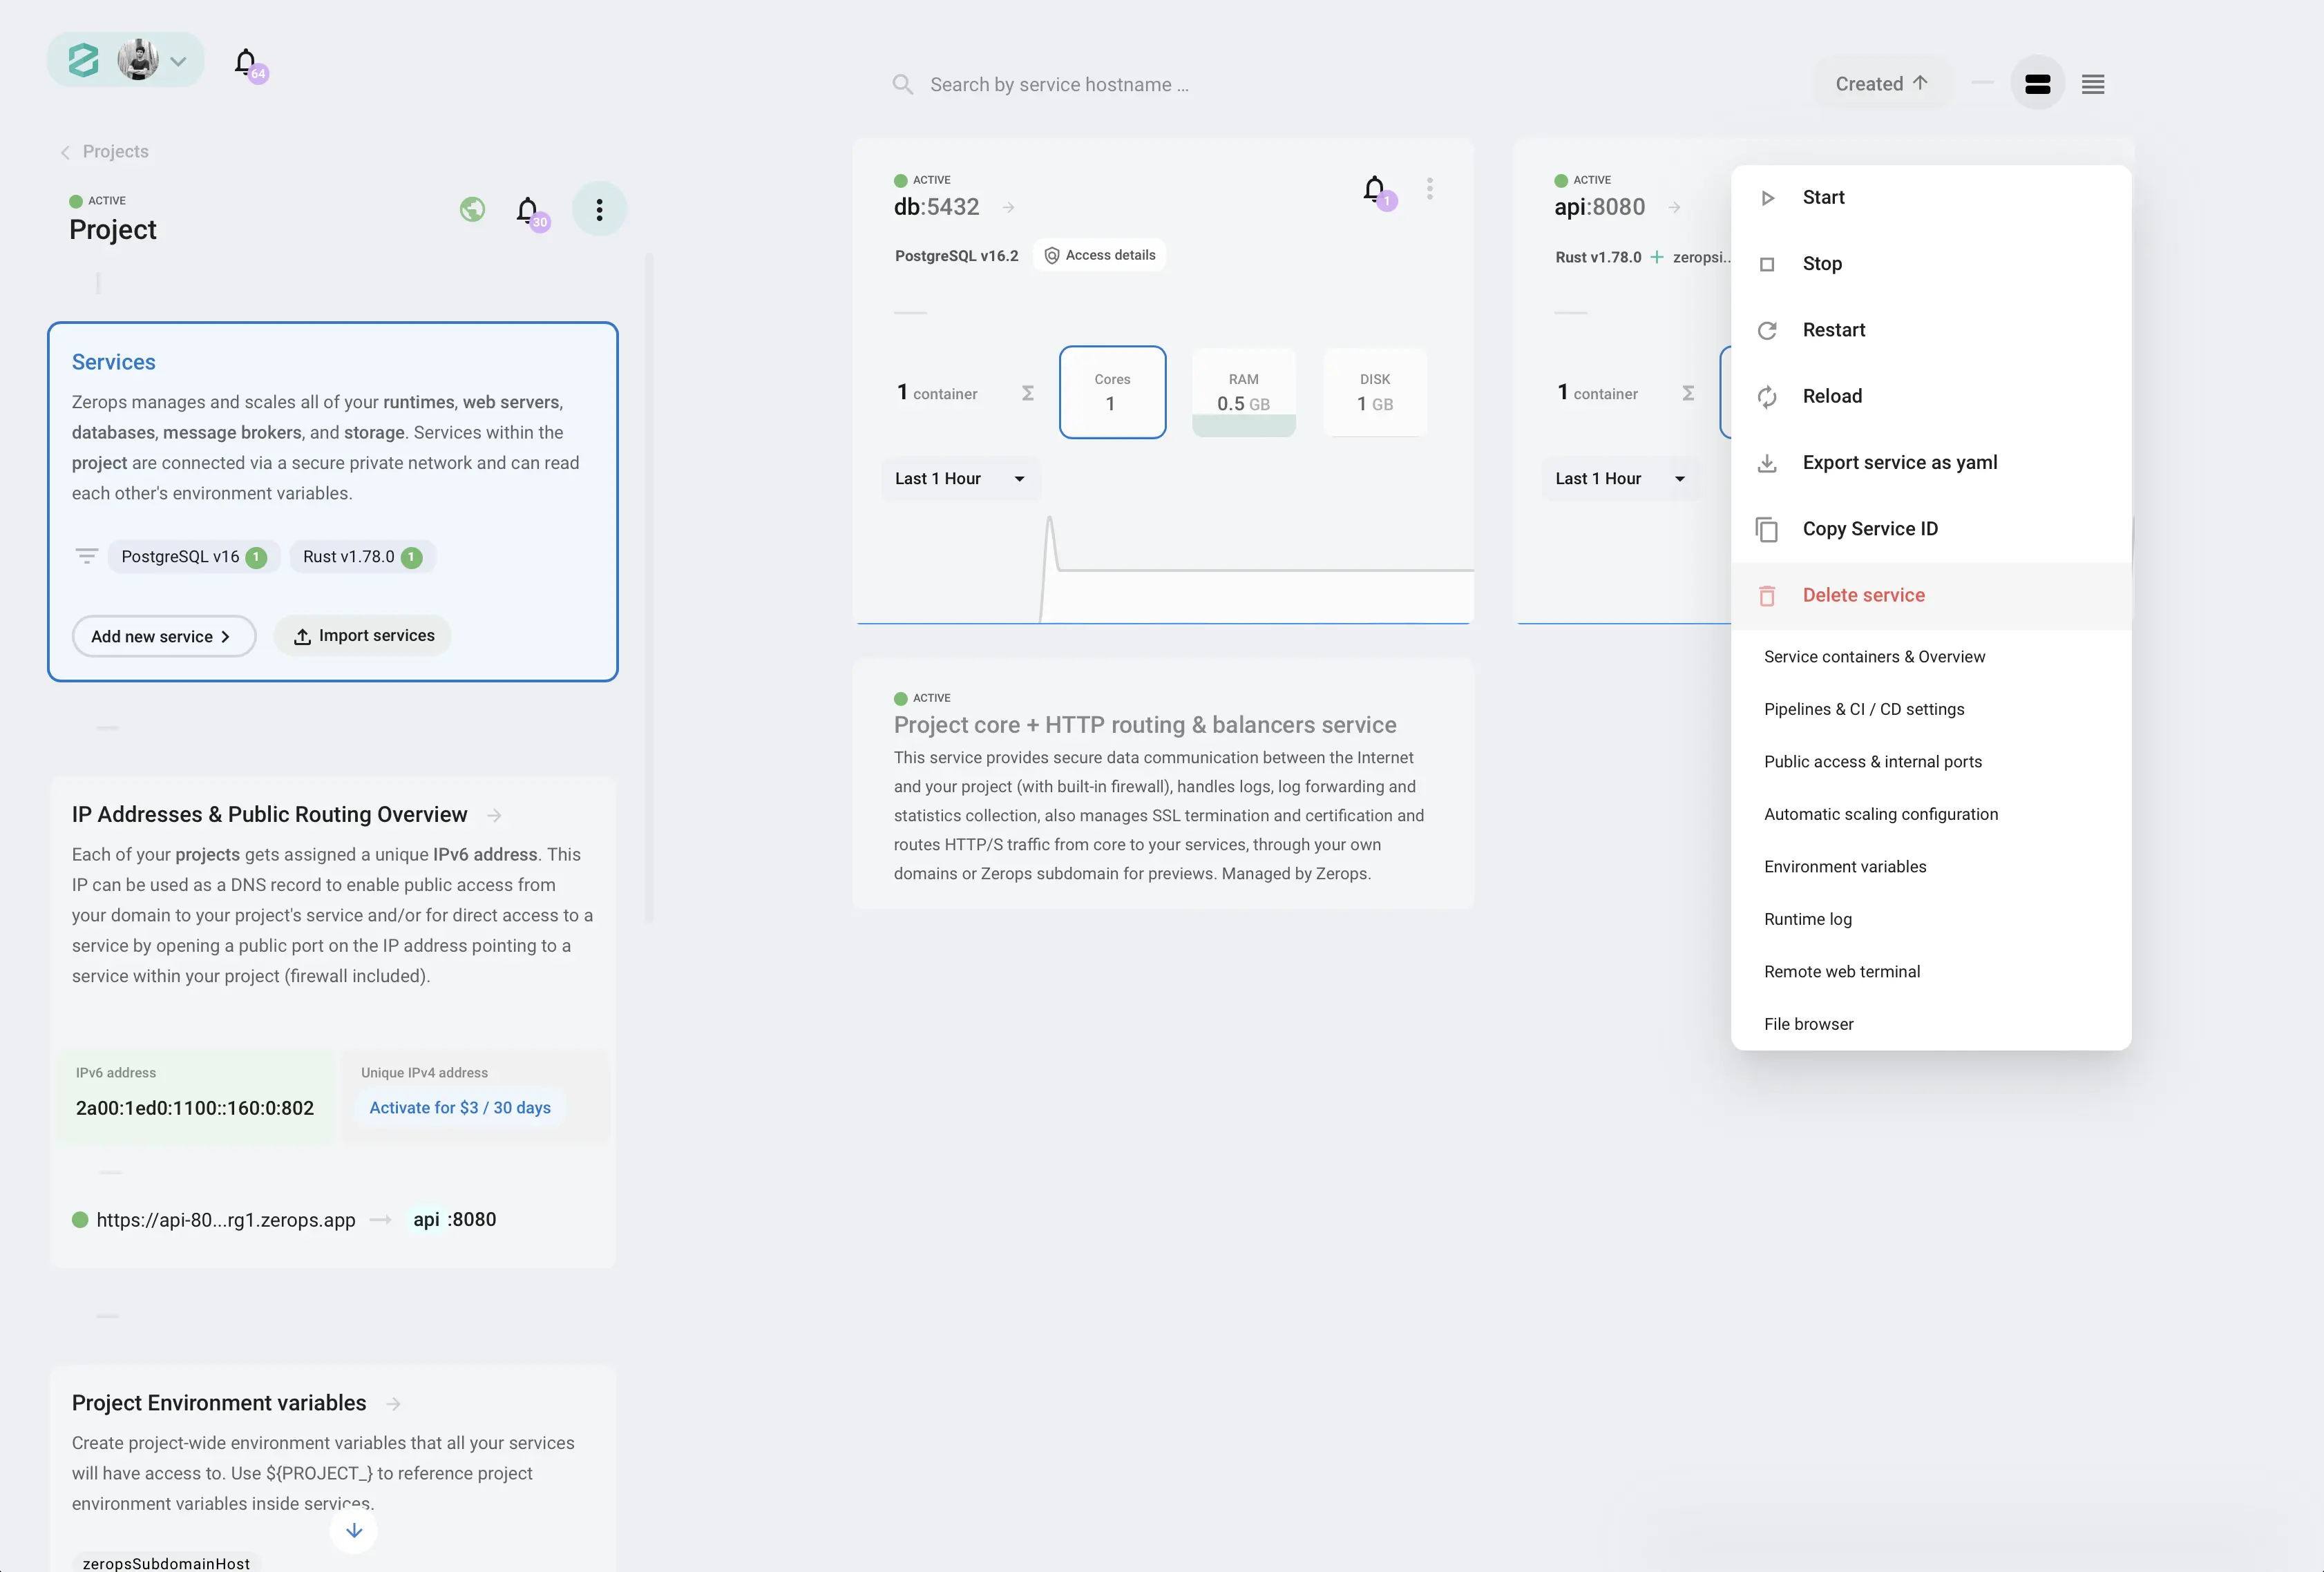 64
Projects
ACTIVE
Project
30
Services
Zerops manages and scales all of your runtimes, web servers,
databases, message brokers, and storage. Services within the
project are connected via a secure private network and can read
each other's environment variables.
PostgreSQL v16 1
Rust v1.78.0 1
Add new service
Import services
IP Addresses & Public Routing Overview
Each of your projects gets assigned a unique IPv6 address. This
IP can be used as a DNS record to enable public access from
your domain to your project's service and/or for direct access to a
service by opening a public port on the IP address pointing to a
service within your project (firewall included).
IPv6 address
2a00:1ed0:1100::160:0:802
Unique IPv4 address
Activate for $3 / 30 days
https://api-80...rg1.zerops.app → api :8080
Project Environment variables
Create project-wide environment variables that all your services
will have access to. Use ${PROJECT_} to reference project
environment variables inside services.
zeropsSubdomainHost
Search by service hostname ...
Created ↑
ACTIVE
db:5432
1
PostgreSQL v16.2
Access details
1 container
Σ
Cores
1
RAM
0.5 GB
DISK
1 GB
Last 1 Hour
ACTIVE
Project core + HTTP routing & balancers service
This service provides secure data communication between the Internet
and your project (with built-in firewall), handles logs, log forwarding and
statistics collection, also manages SSL termination and certification and
routes HTTP/S traffic from core to your services, through your own
domains or Zerops subdomain for previews. Managed by Zerops.
ACTIVE
api:8080
Rust v1.78.0 + zeropsi...
1 container
Σ
Last 1 Hour
Start
Stop
Restart
Reload
Export service as yaml
Copy Service ID
Delete service
Service containers & Overview
Pipelines & CI / CD settings
Public access & internal ports
Automatic scaling configuration
Environment variables
Runtime log
Remote web terminal
File browser